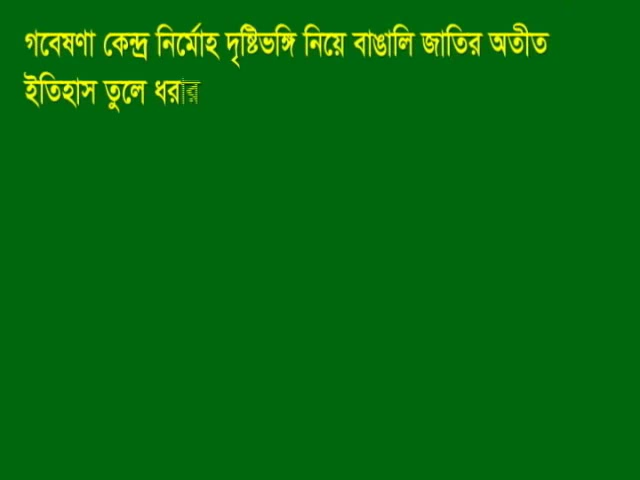 গবেষণা কেন্দ্র নির্মোহ দৃষ্টিভঙ্গি নিয়ে বাঙালি জাতির অতীত
ইতিহাস তুলে ধরার